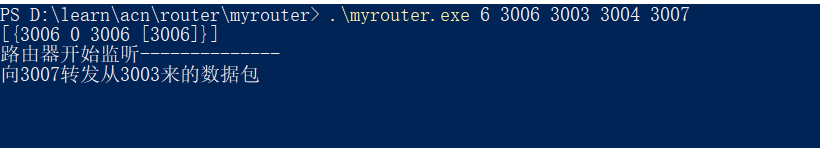 PS D:\learn\acn\router\myrouter> .\myrouter.exe 6 3006 3003 3004 3007
[{3006 0 3006 [3006]}]
路由器开始监听--------------
向3007转发从3003来的数据包